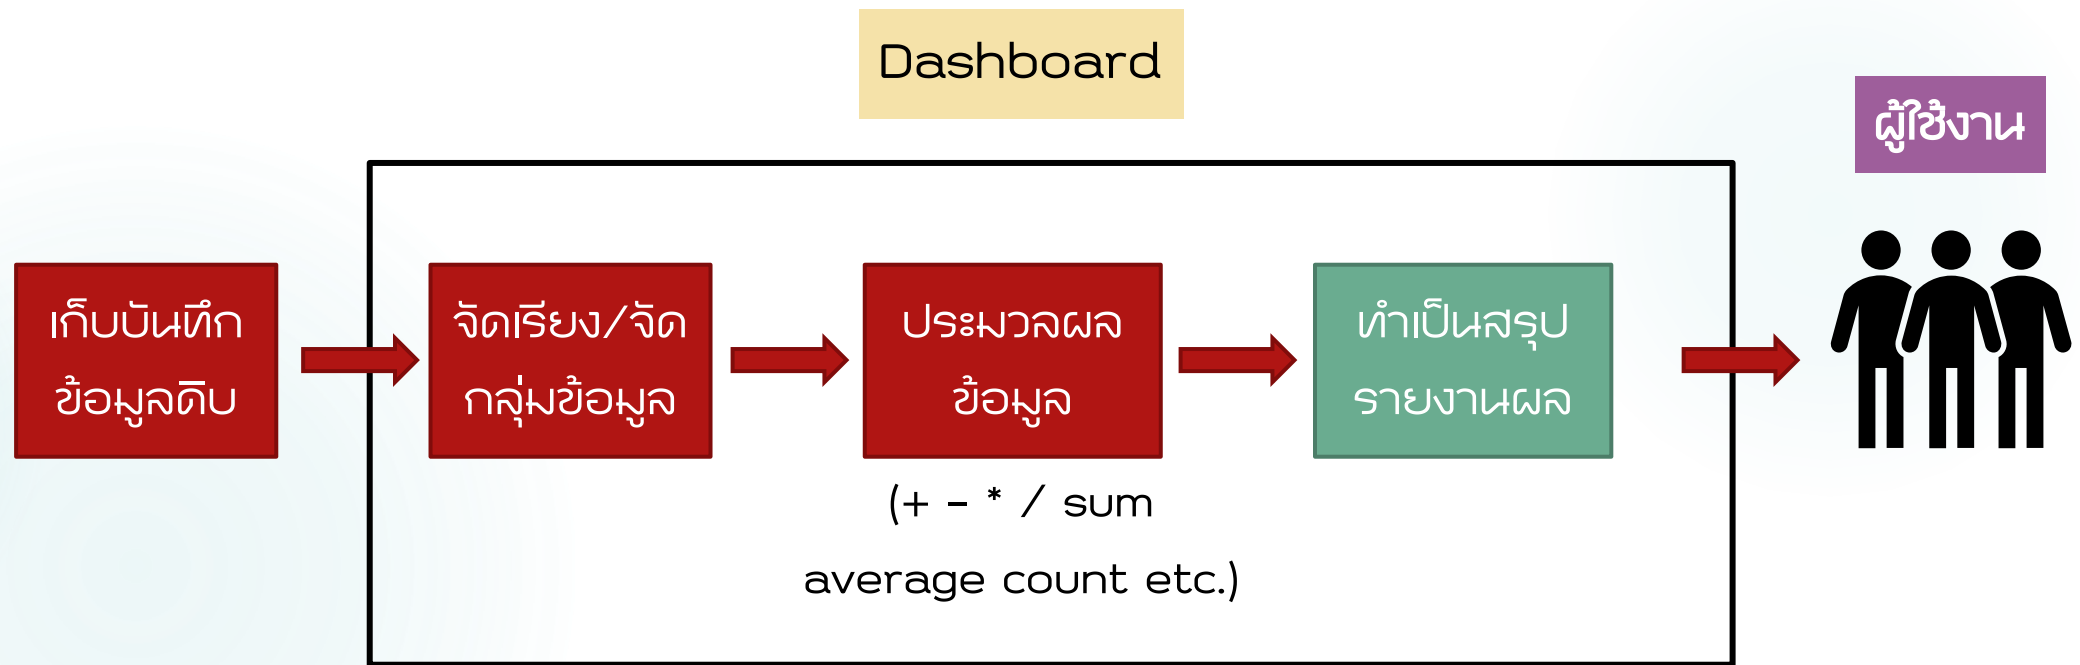 Dashboard
ผู้ใช้งาน
เก็บบันทึก
ข้อมูลดิบ
จัดเรียง/จัด
กลุ่มข้อมูล
ประมวลผล
ข้อมูล
(+ - * / sum
average count etc.)
ทำเป็นสรุป
รายงานผล